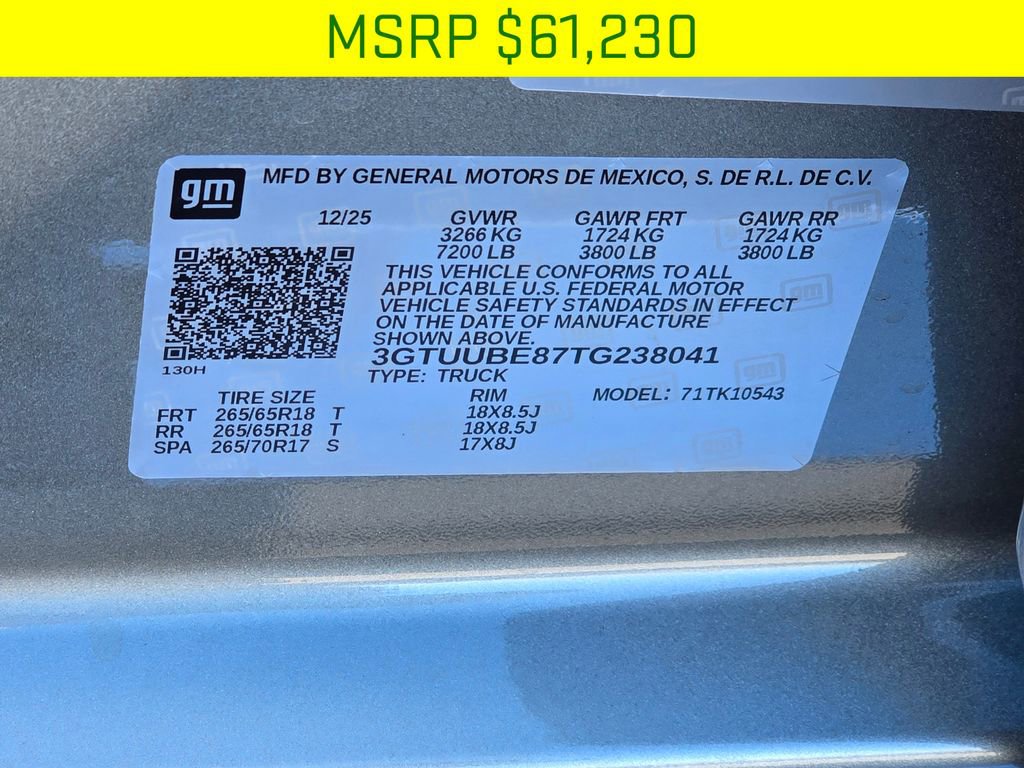 MSRP $61,230
gm MFD BY GENERAL MOTORS DE MEXICO, S. DE R.L. DE C.V.
12/25 GVWR GAWR FRT GAWR RR
3266 KG 1724 KG 1724 KG
7200 LB 3800 LB 3800 LB
THIS VEHICLE CONFORMS TO ALL
APPLICABLE U.S. FEDERAL MOTOR
VEHICLE SAFETY STANDARDS IN EFFECT
ON THE DATE OF MANUFACTURE
SHOWN ABOVE.
3GTUUBE87TG238041
130H
TYPE: TRUCK
TIRE SIZE RIM MODEL: 71TK10543
FRT 265/65R18 T 18X8.5J
RR 265/65R18 T 18X8.5J
SPA 265/70R17 S 17X8J